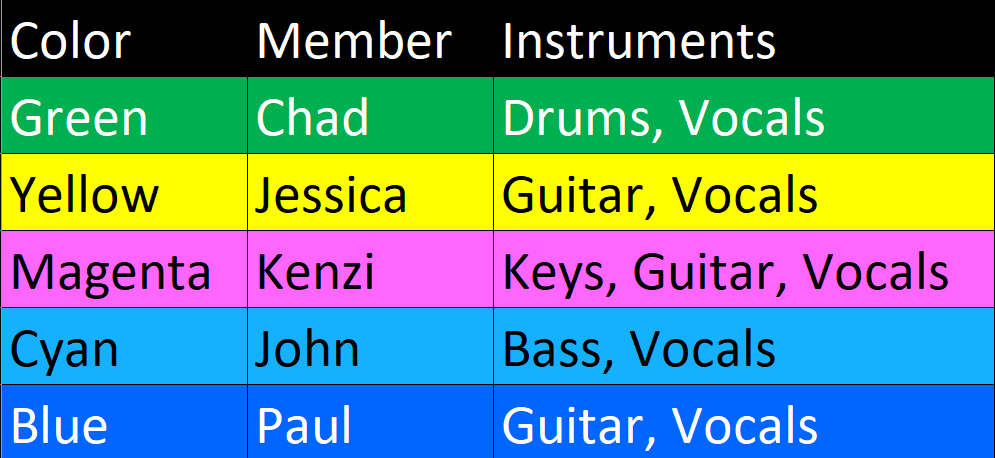 Color Member Instruments
Green Chad Drums, Vocals
Yellow Jessica Guitar, Vocals
Magenta Kenzi Keys, Guitar, Vocals
Cyan John Bass, Vocals
Blue Paul Guitar, Vocals